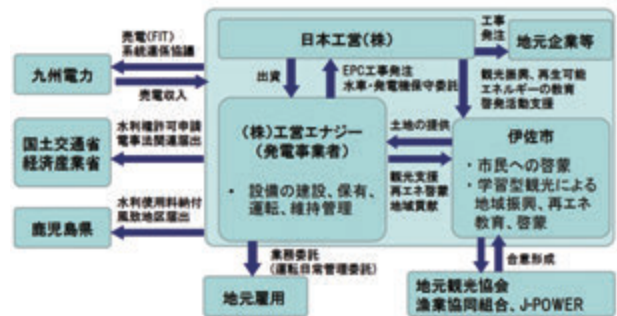 売電(FIT)
系統連係協議
日本工営(株)
工事
発注
地元企業等
九州電力
売電収入
出資
EPC工事発注
水車・発電機保守委託
観光振興、再生可能
エネルギーの教育
啓発活動支援
国土交通省
経済産業省
水利権許可申請
電事法関連届出
(株)工営エナジー
(発電事業者)
・ 設備の建設、保有、
運転、維持管理
土地の提供
観光支援
再エネ啓蒙
地域貢献
伊佐市
・市民への啓蒙
・学習型観光による
地域振興、再エネ
教育、啓蒙
鹿児島県
水利使用料納付
風致地区届出
業務委託
(運転日常管理委託)
地元雇用
合意形成
地元観光協会
漁業協同組合、J-POWER